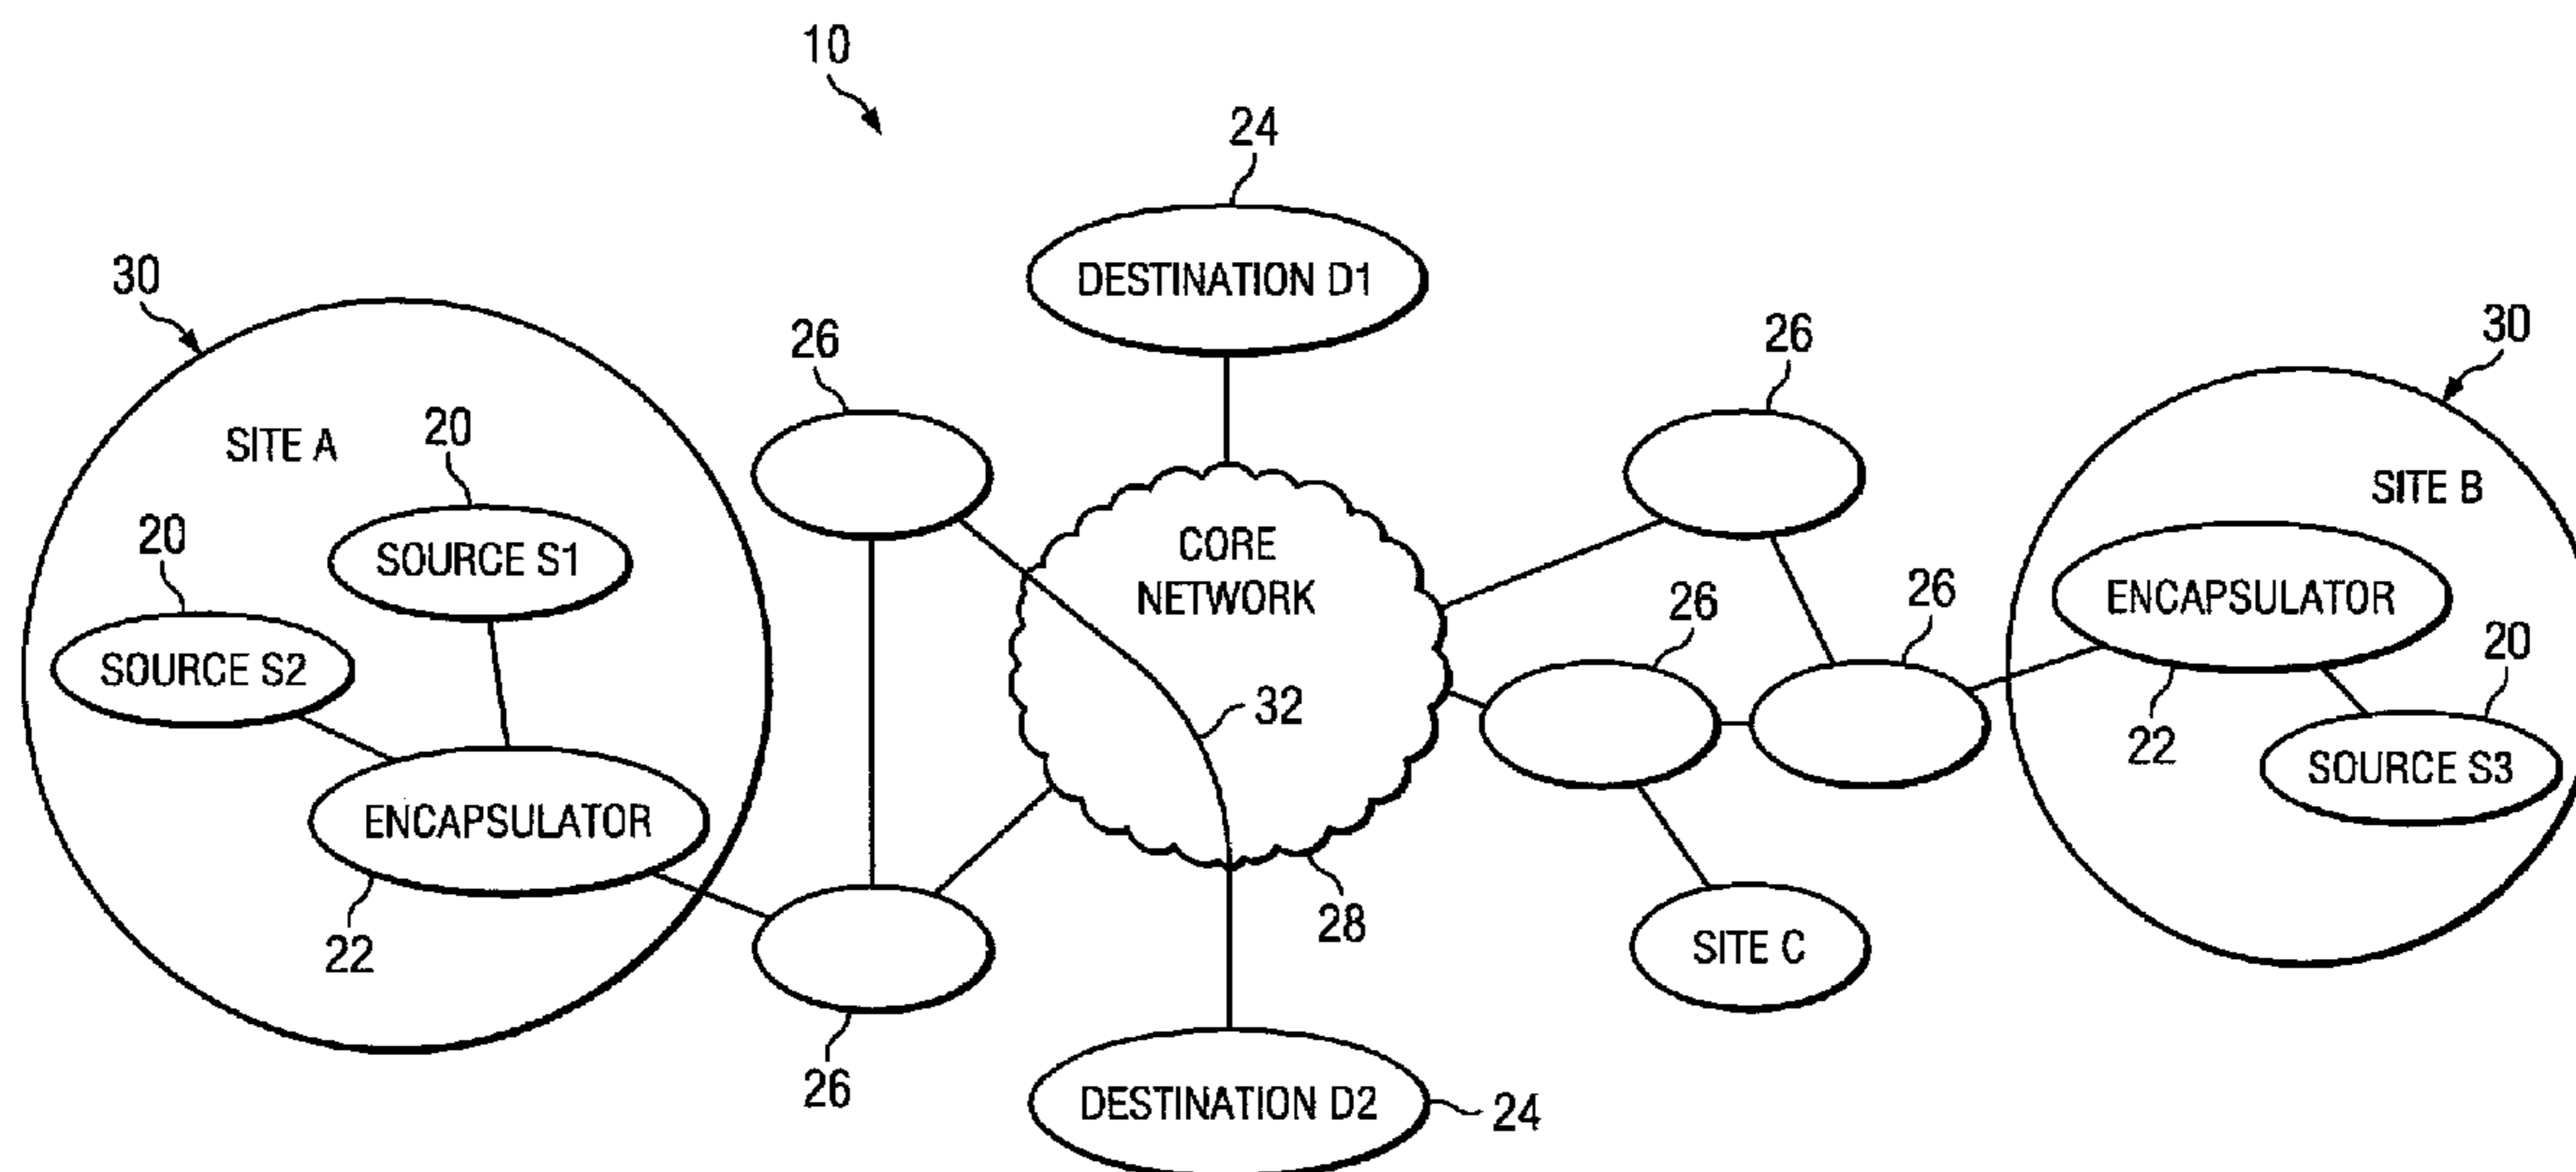 10
24
DESTINATION D1
30
26
26
30
SITE A
20
SOURCE S1
20
SOURCE S2
CORE
NETWORK
SITE B
26
26
ENCAPSULATOR
20
22
SOURCE S3
32
ENCAPSULATOR
22
28
SITE C
26
DESTINATION D2
24